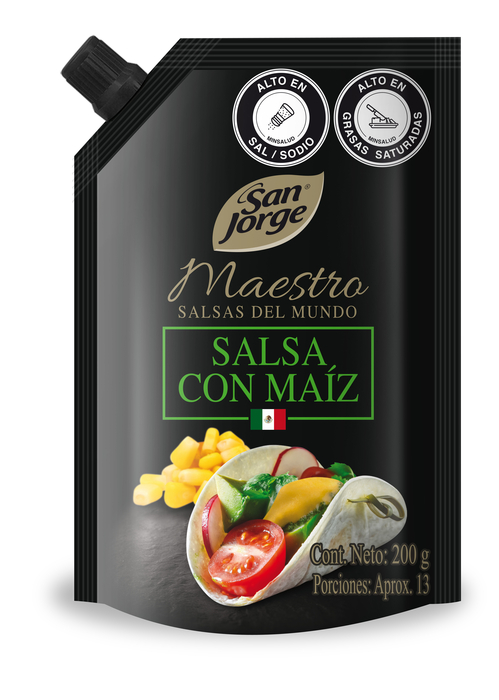 ALTO EN
MINSALUD
SAL / SODIO
ALTO EN
MINSALUD
GRASAS SATURADAS
San®
Jorge
Maestro
SALSAS DEL MUNDO
SALSA
CON MAÍZ
Cont. Neto: 200 g
Porciones: Aprox. 13